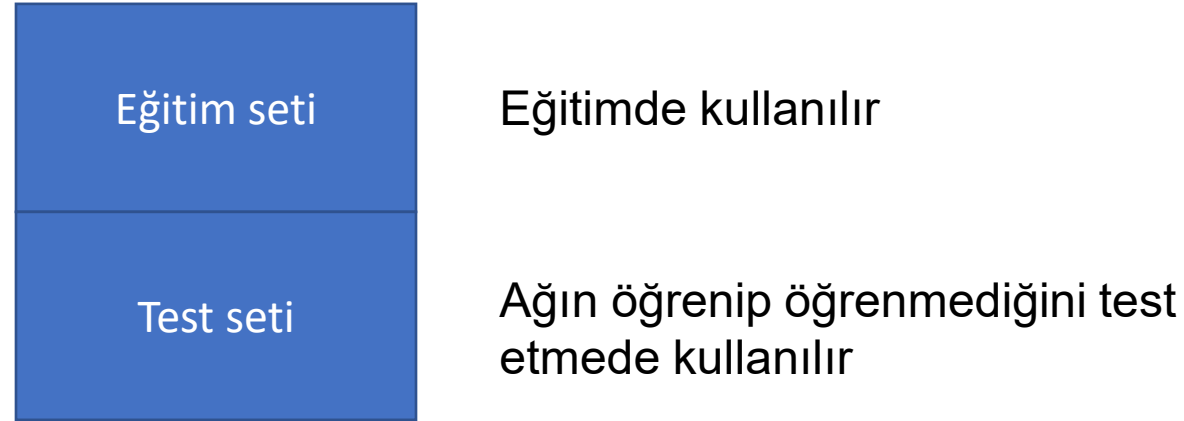 Eğitim seti
Eğitimde kullanılır
Test seti
Ağın öğrenip öğrenmediğini test
etmede kullanılır